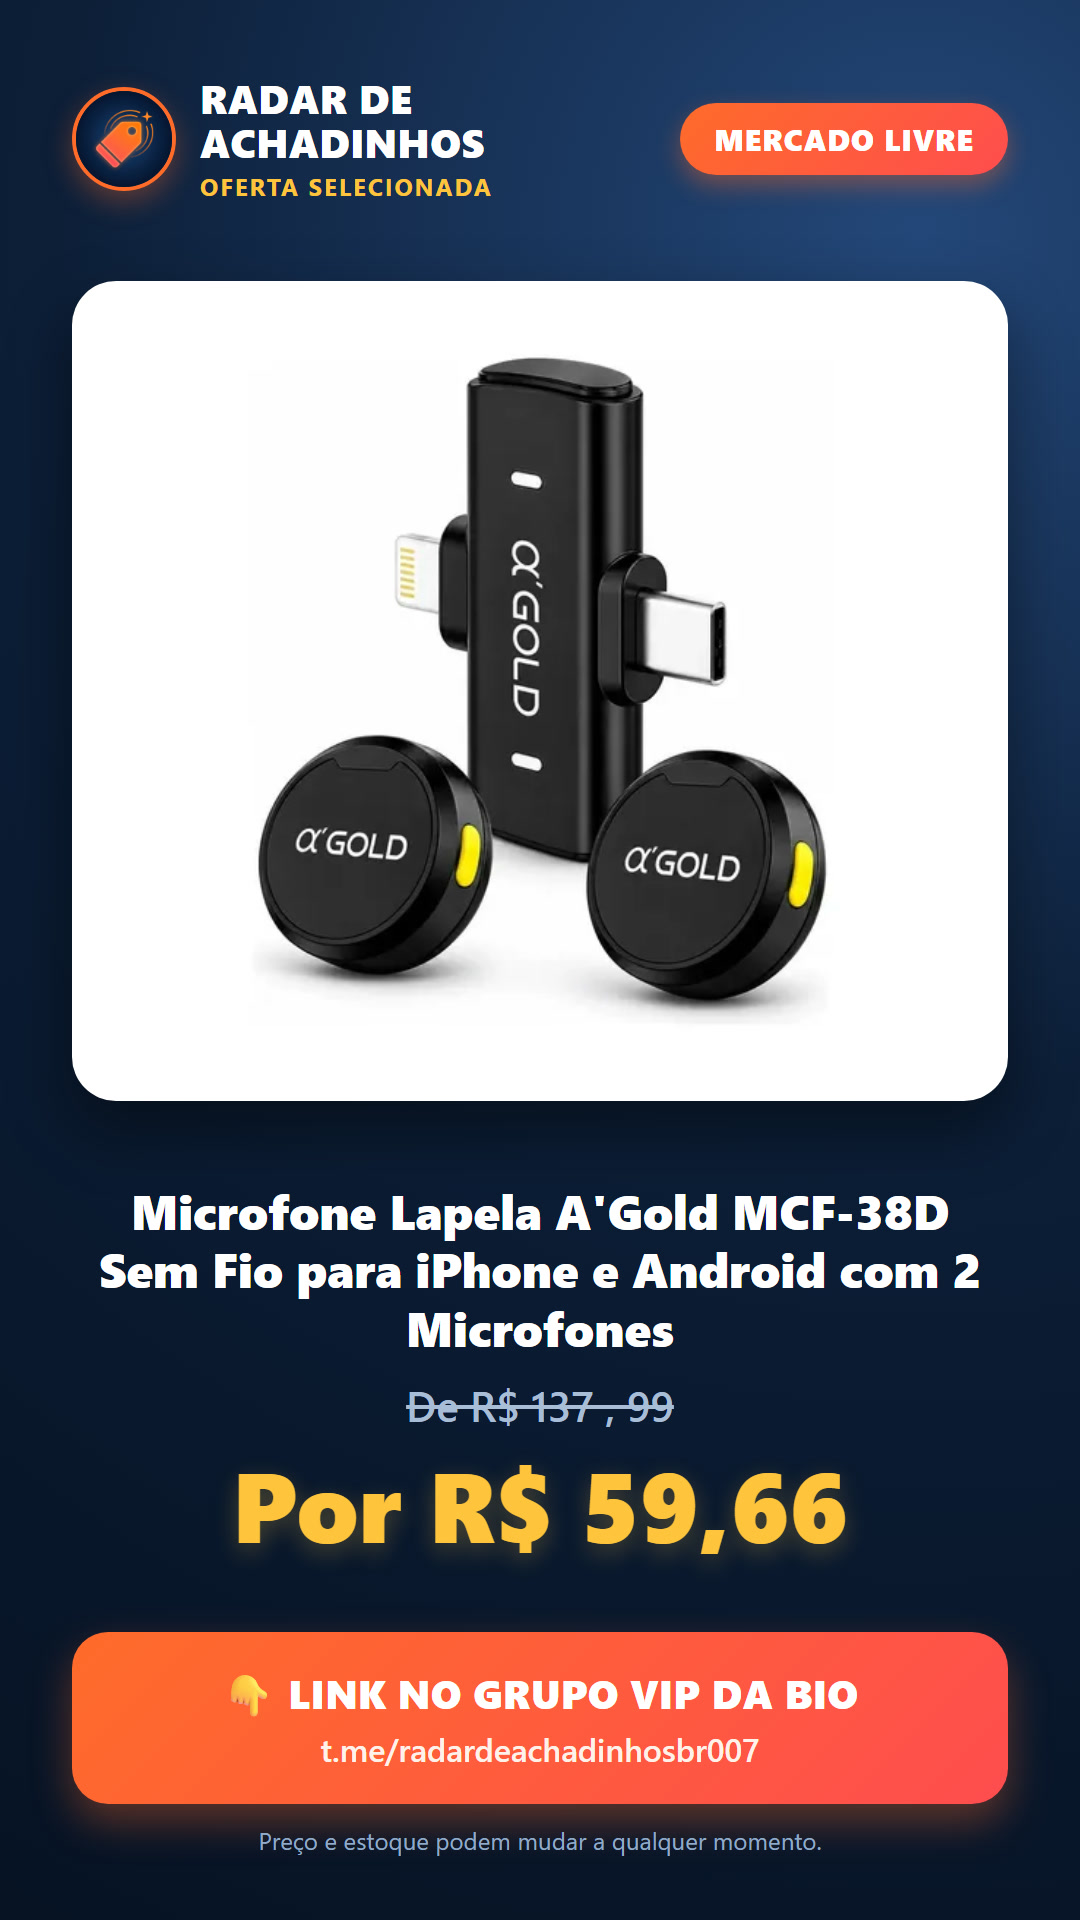 RADAR DE
ACHADINHOS
OFERTA SELECIONADA
MERCADO LIVRE
α'GOLD
α'GOLD
α'GOLD
Microfone Lapela A'Gold MCF-38D
Sem Fio para iPhone e Android com 2
Microfones
De R$ 137 , 99
Por R$ 59,66
👇 LINK NO GRUPO VIP DA BIO
t.me/radardeachadinhosbr007
Preço e estoque podem mudar a qualquer momento.